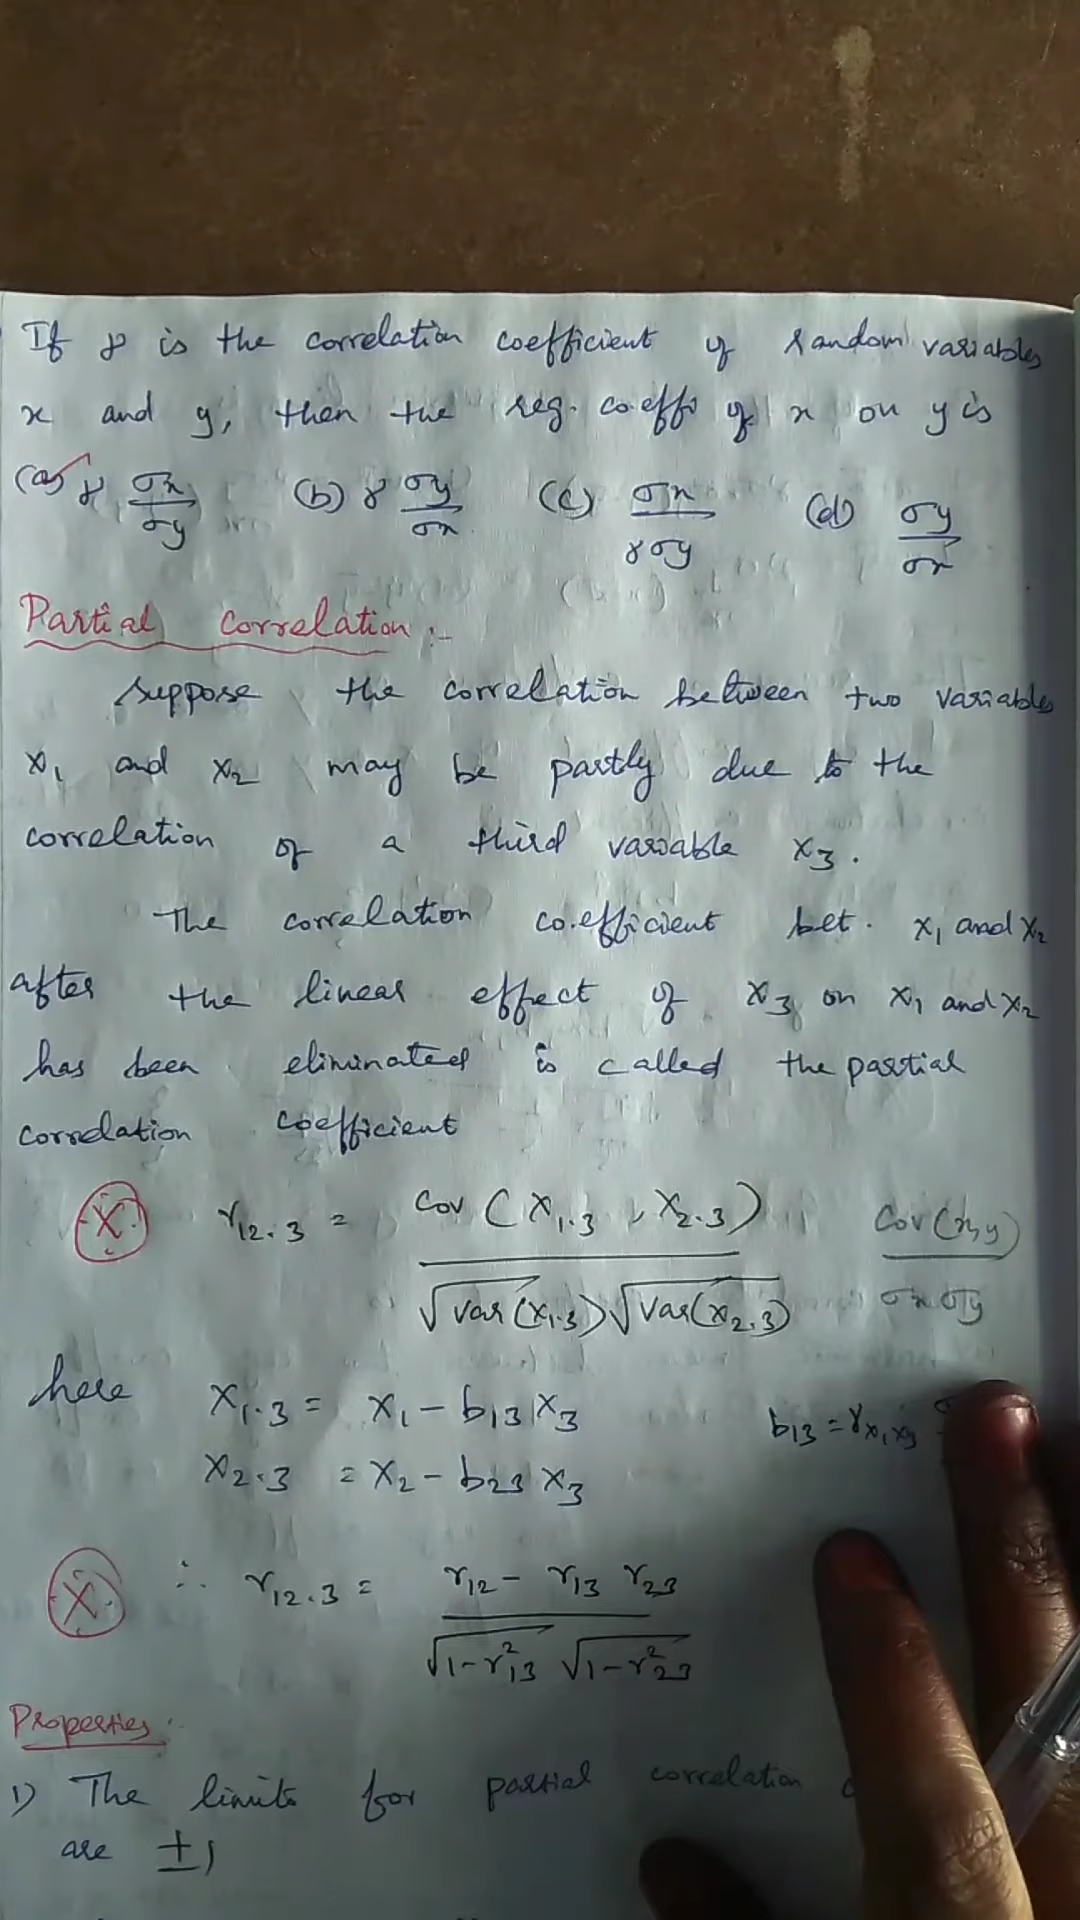 If r is the correlation coefficient of random variables
x and y, then the reg. co.effi of x on y is
(a) r σx/σy (b) r σy/σx (c) σx/rσy (d) σy/σx
Partial correlation :-
Suppose the correlation between two variables
X₁ and X₂ may be partly due to the
correlation of a third variable X₃.
The correlation co.efficient bet. X₁ and X₂
after the linear effect of X₃ on X₁ and X₂
has been eliminated is called the partial
correlation coefficient
X r₁₂.₃ = Cov (X₁.₃, X₂.₃) / √Var(X₁.₃) √Var(X₂.₃) Cov(x,y) / σx σy
here X₁.₃ = X₁ - b₁₃ X₃ b₁₃ = r x₁x₃
X₂.₃ = X₂ - b₂₃ X₃
X ∴ r₁₂.₃ = r₁₂ - r₁₃ r₂₃ / √1-r²₁₃ √1-r²₂₃
Properties:
1) The limits for partial correlation
are ±1